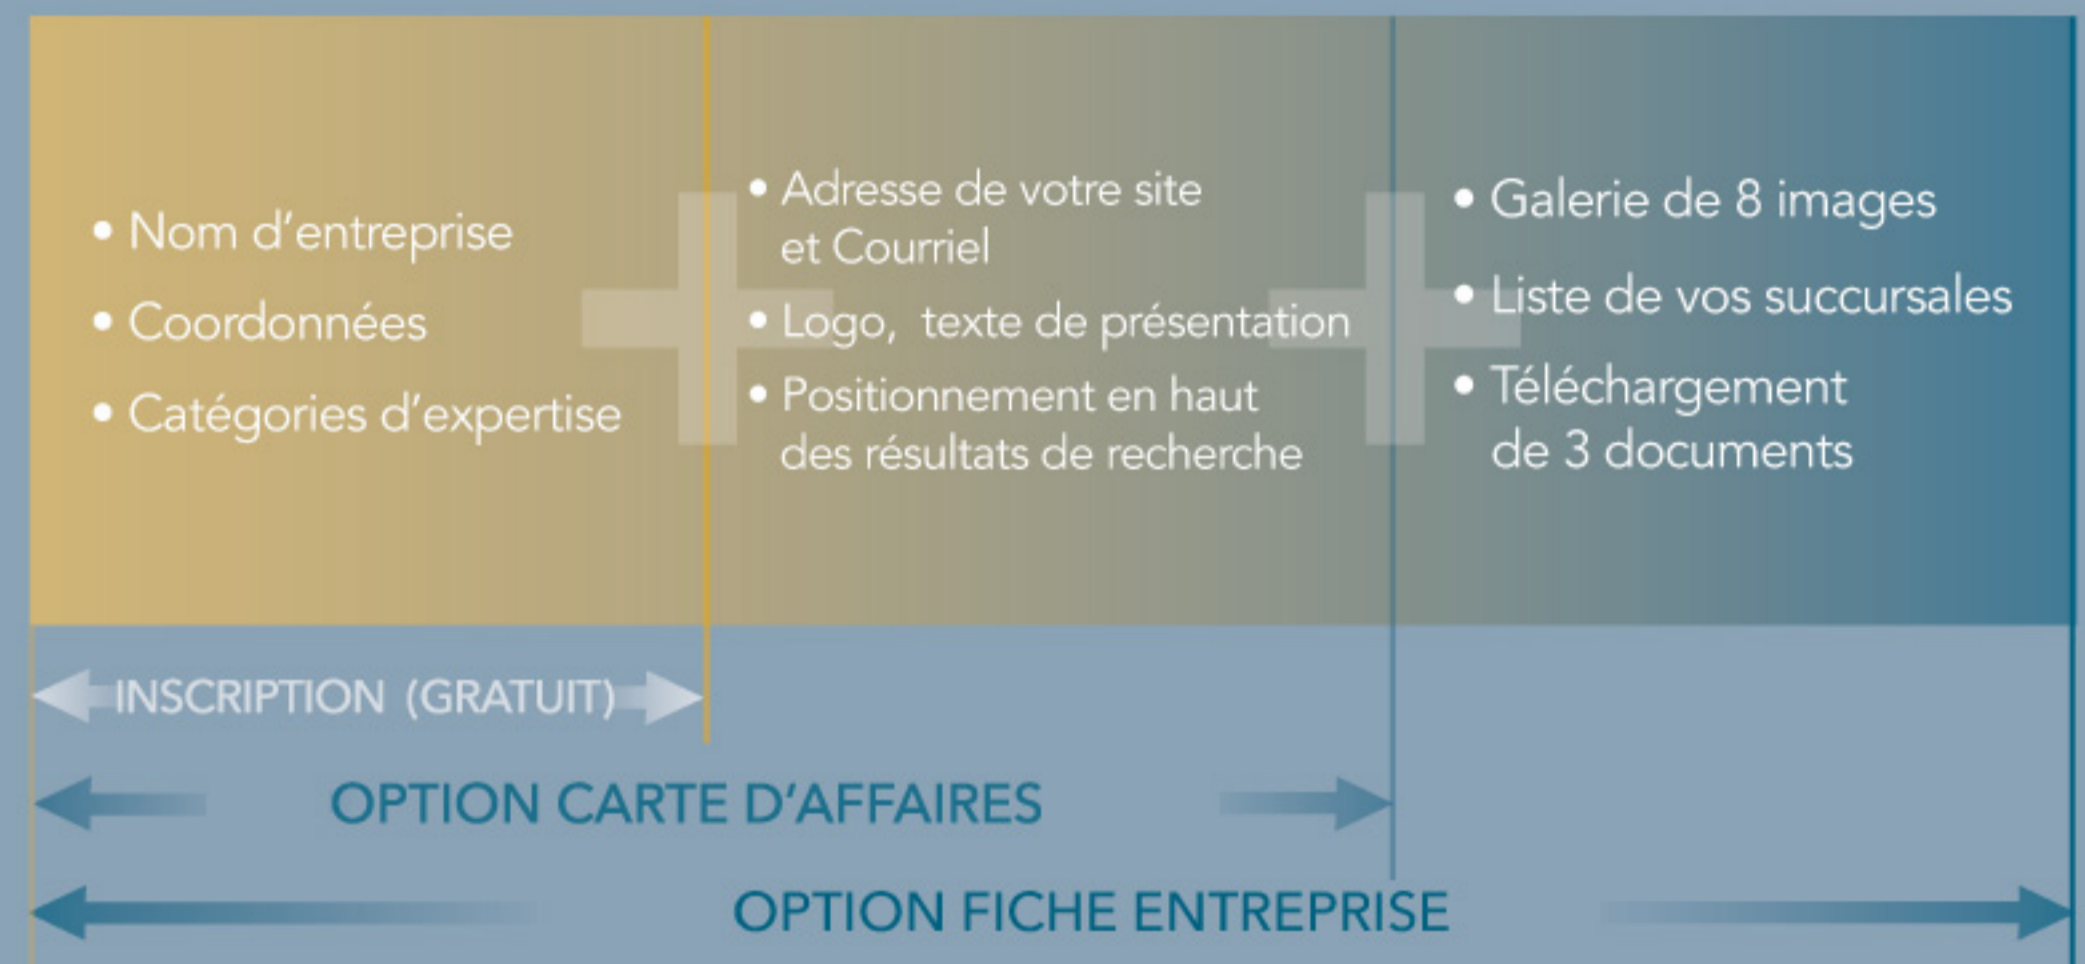 • Nom d'entreprise
• Coordonnées
• Catégories d'expertise
• Adresse de votre site
et Courriel
• Logo, texte de présentation
• Positionnement en haut
des résultats de recherche
• Galerie de 8 images
• Liste de vos succursales
• Téléchargement
de 3 documents
INSCRIPTION (GRATUIT)
OPTION CARTE D'AFFAIRES
OPTION FICHE ENTREPRISE